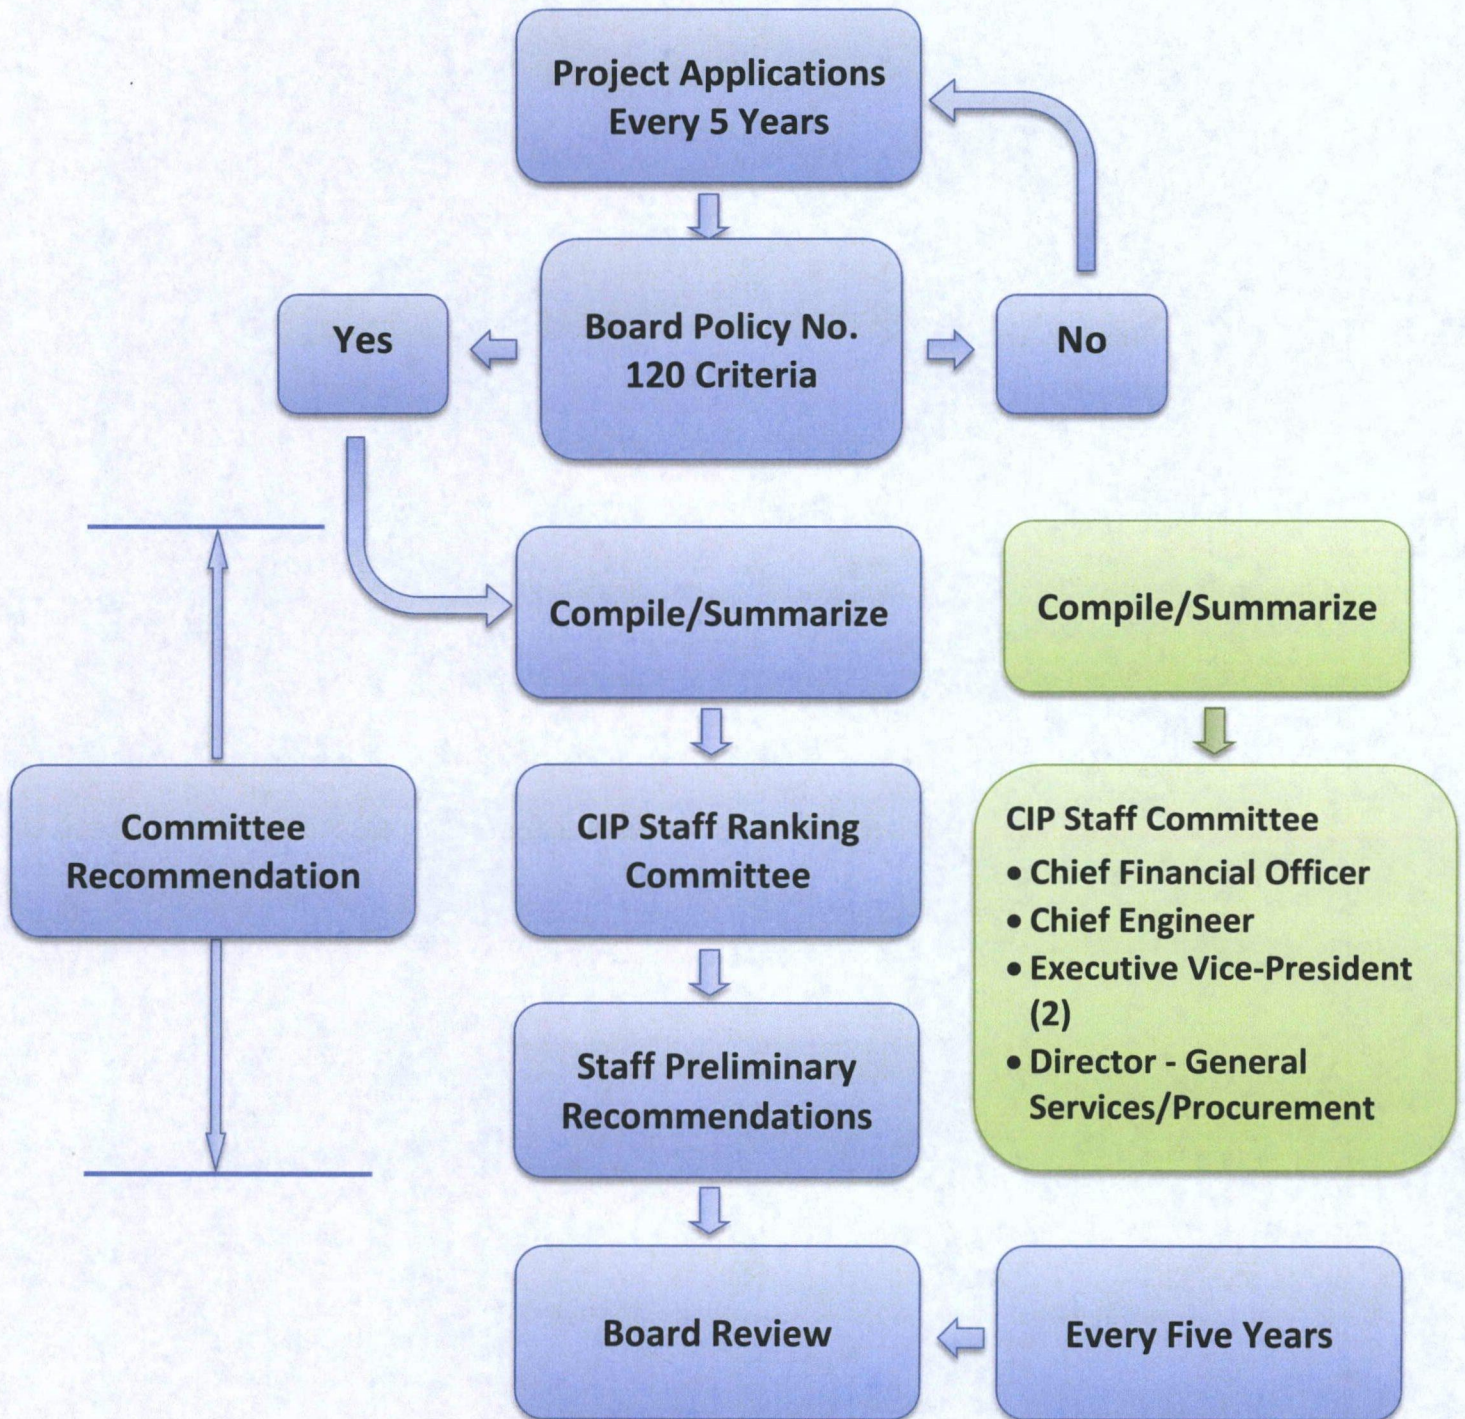 Project Applications
Every 5 Years
Yes
Board Policy No.
120 Criteria
No
Compile/Summarize
Compile/Summarize
Committee
Recommendation
CIP Staff Ranking
Committee
CIP Staff Committee
• Chief Financial Officer
• Chief Engineer
• Executive Vice-President
(2)
• Director - General
Services/Procurement
Staff Preliminary
Recommendations
Board Review
Every Five Years